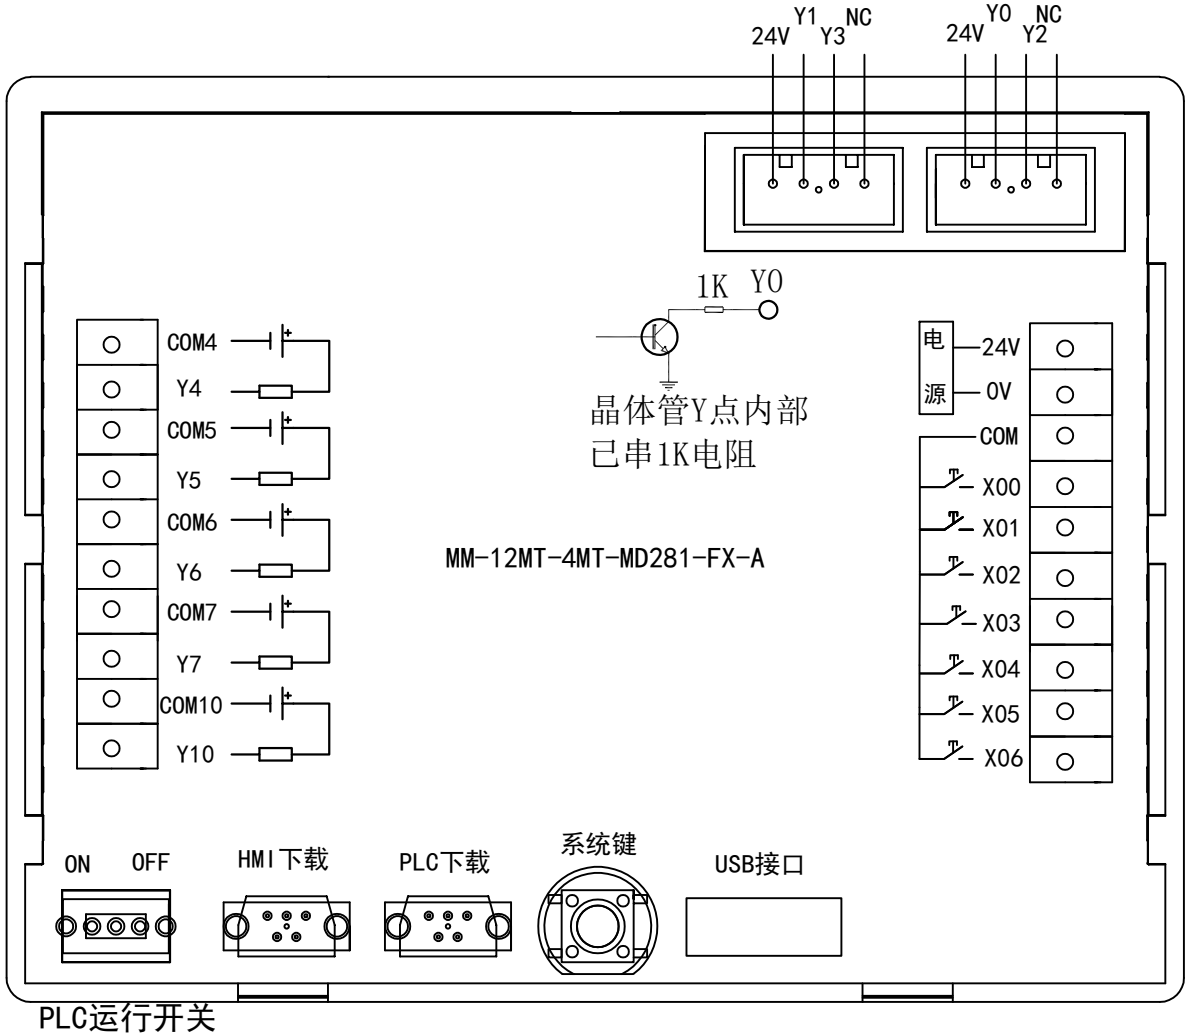 24V Y1 Y3 NC
24V Y0 Y2 NC
1K Y0
晶体管Y点内部
已串1K电阻
COM4
Y4
COM5
Y5
COM6
Y6
COM7
Y7
COM10
Y10
MM-12MT-4MT-MD281-FX-A
电源
24V
0V
COM
X00
X01
X02
X03
X04
X05
X06
ON OFF
HMI下载
PLC下载
系统键
USB接口
PLC运行开关